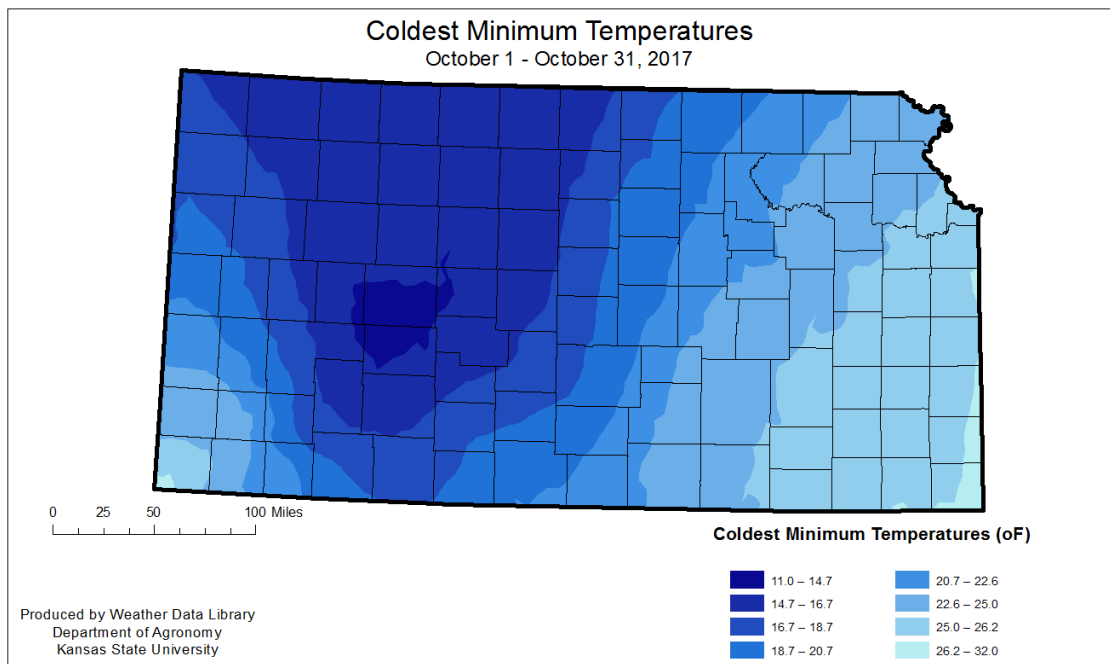 Coldest Minimum Temperatures
October 1 - October 31, 2017
0 25 50 100 Miles
Coldest Minimum Temperatures (oF)
11.0 – 14.7
14.7 – 16.7
16.7 – 18.7
18.7 – 20.7
20.7 – 22.6
22.6 – 25.0
25.0 – 26.2
26.2 – 32.0
Produced by Weather Data Library
Department of Agronomy
Kansas State University